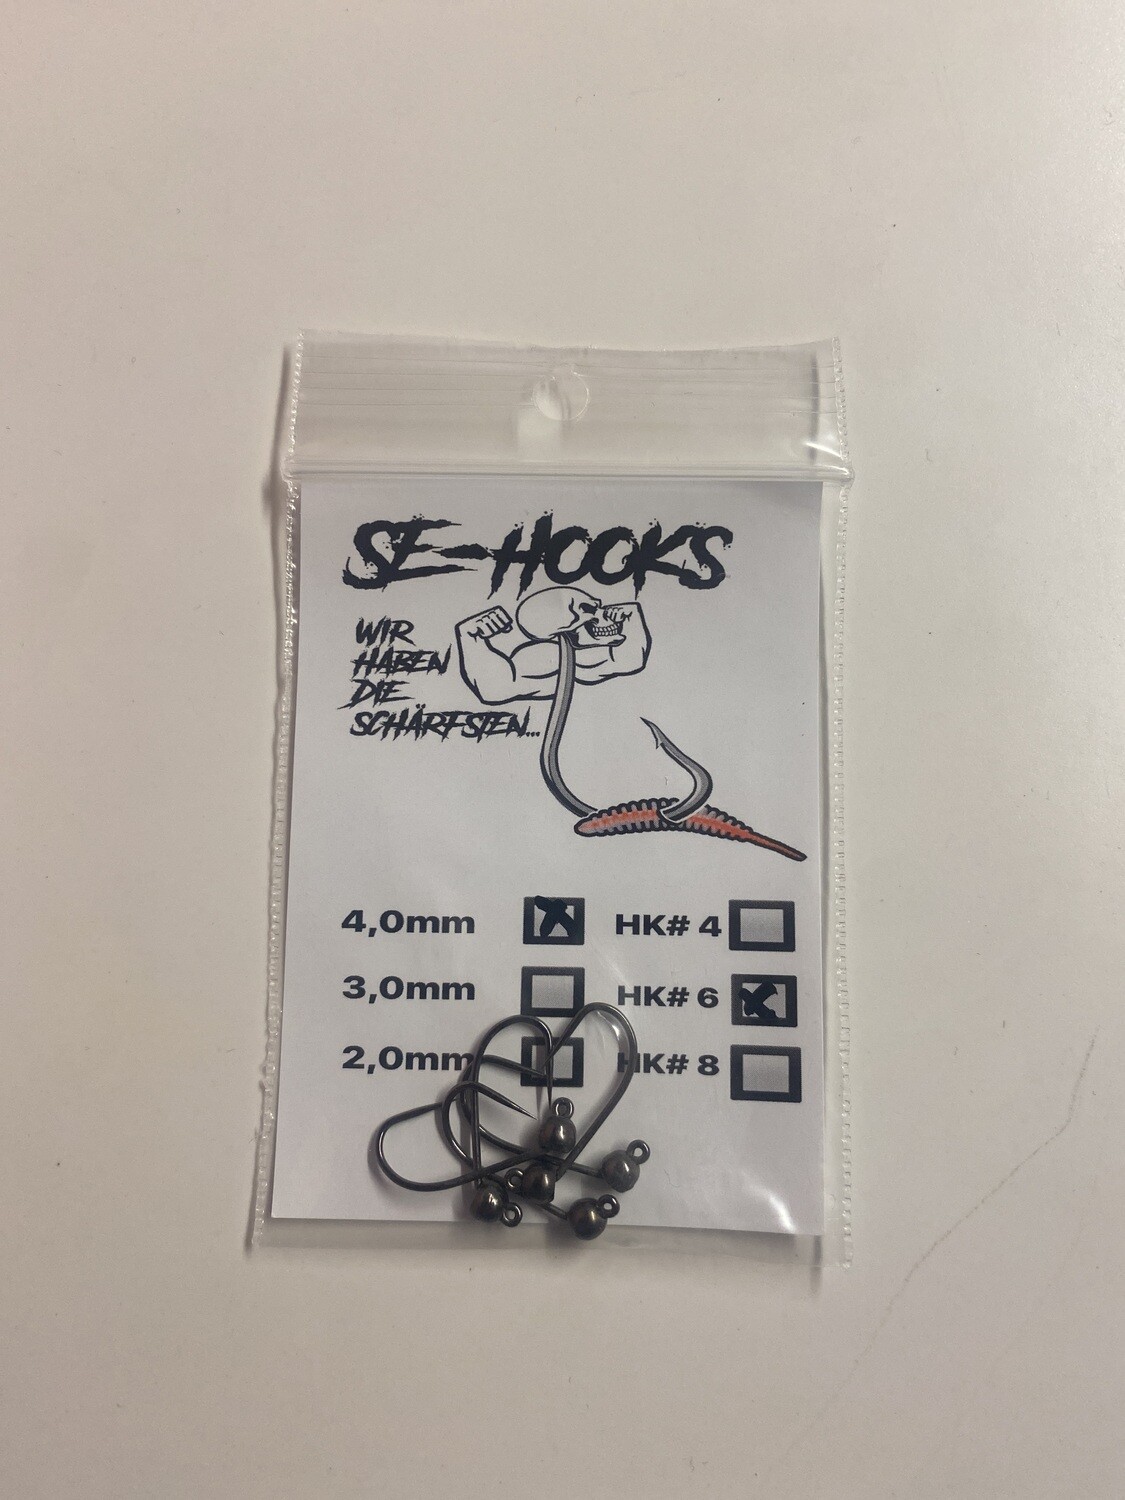 SE-HOOKS
WIR
HABEN
DIE
SCHÄRFSTEN...
4,0mm HK# 4
3,0mm HK# 6
2,0mm HK# 8